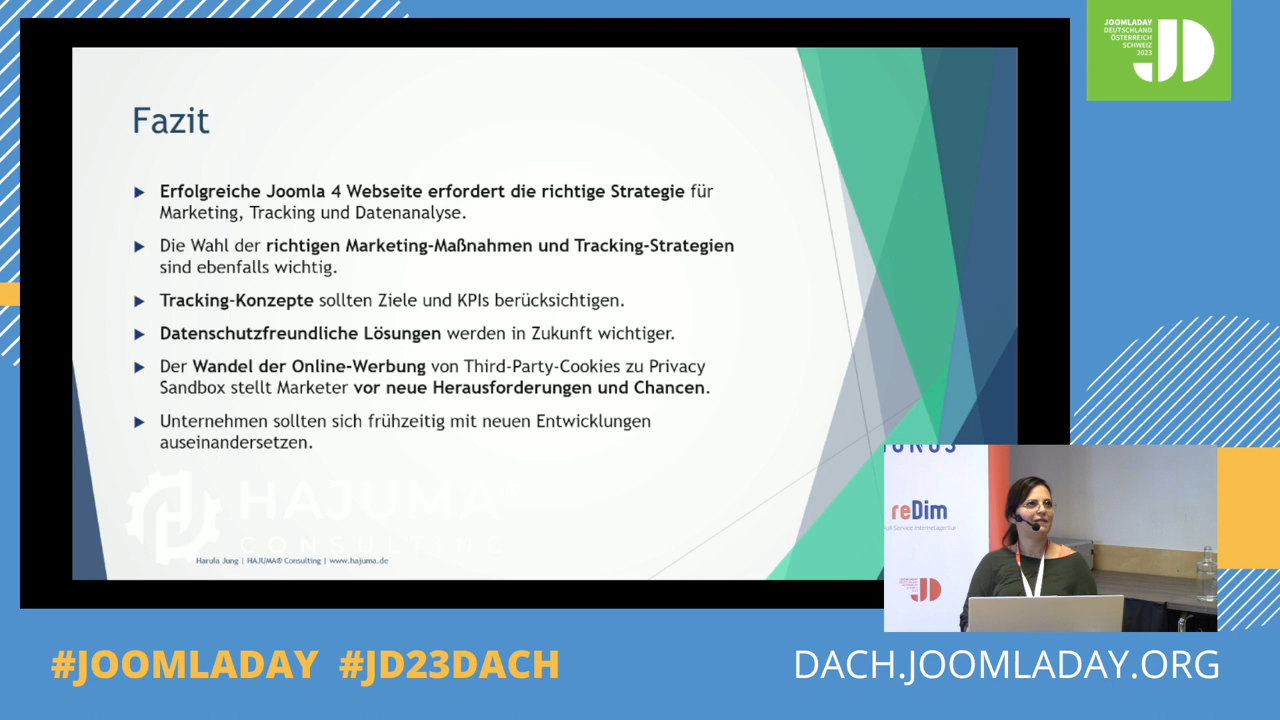 JOOMLADAY
DEUTSCHLAND
ÖSTERREICH
SCHWEIZ
2023
JD
Fazit
Erfolgreiche Joomla 4 Webseite erfordert die richtige Strategie für
Marketing, Tracking und Datenanalyse.
Die Wahl der richtigen Marketing-Maßnahmen und Tracking-Strategien
sind ebenfalls wichtig.
Tracking-Konzepte sollten Ziele und KPIs berücksichtigen.
Datenschutzfreundliche Lösungen werden in Zukunft wichtiger.
Der Wandel der Online-Werbung von Third-Party-Cookies zu Privacy
Sandbox stellt Marketer vor neue Herausforderungen und Chancen.
Unternehmen sollten sich frühzeitig mit neuen Entwicklungen
auseinandersetzen.
HAJUMA®
CONSULTING
Harula Jung | HAJUMA® Consulting | www.hajuma.de
reDim
Full Service Internetagentur
JD
#JOOMLADAY #JD23DACH
DACH.JOOMLADAY.ORG